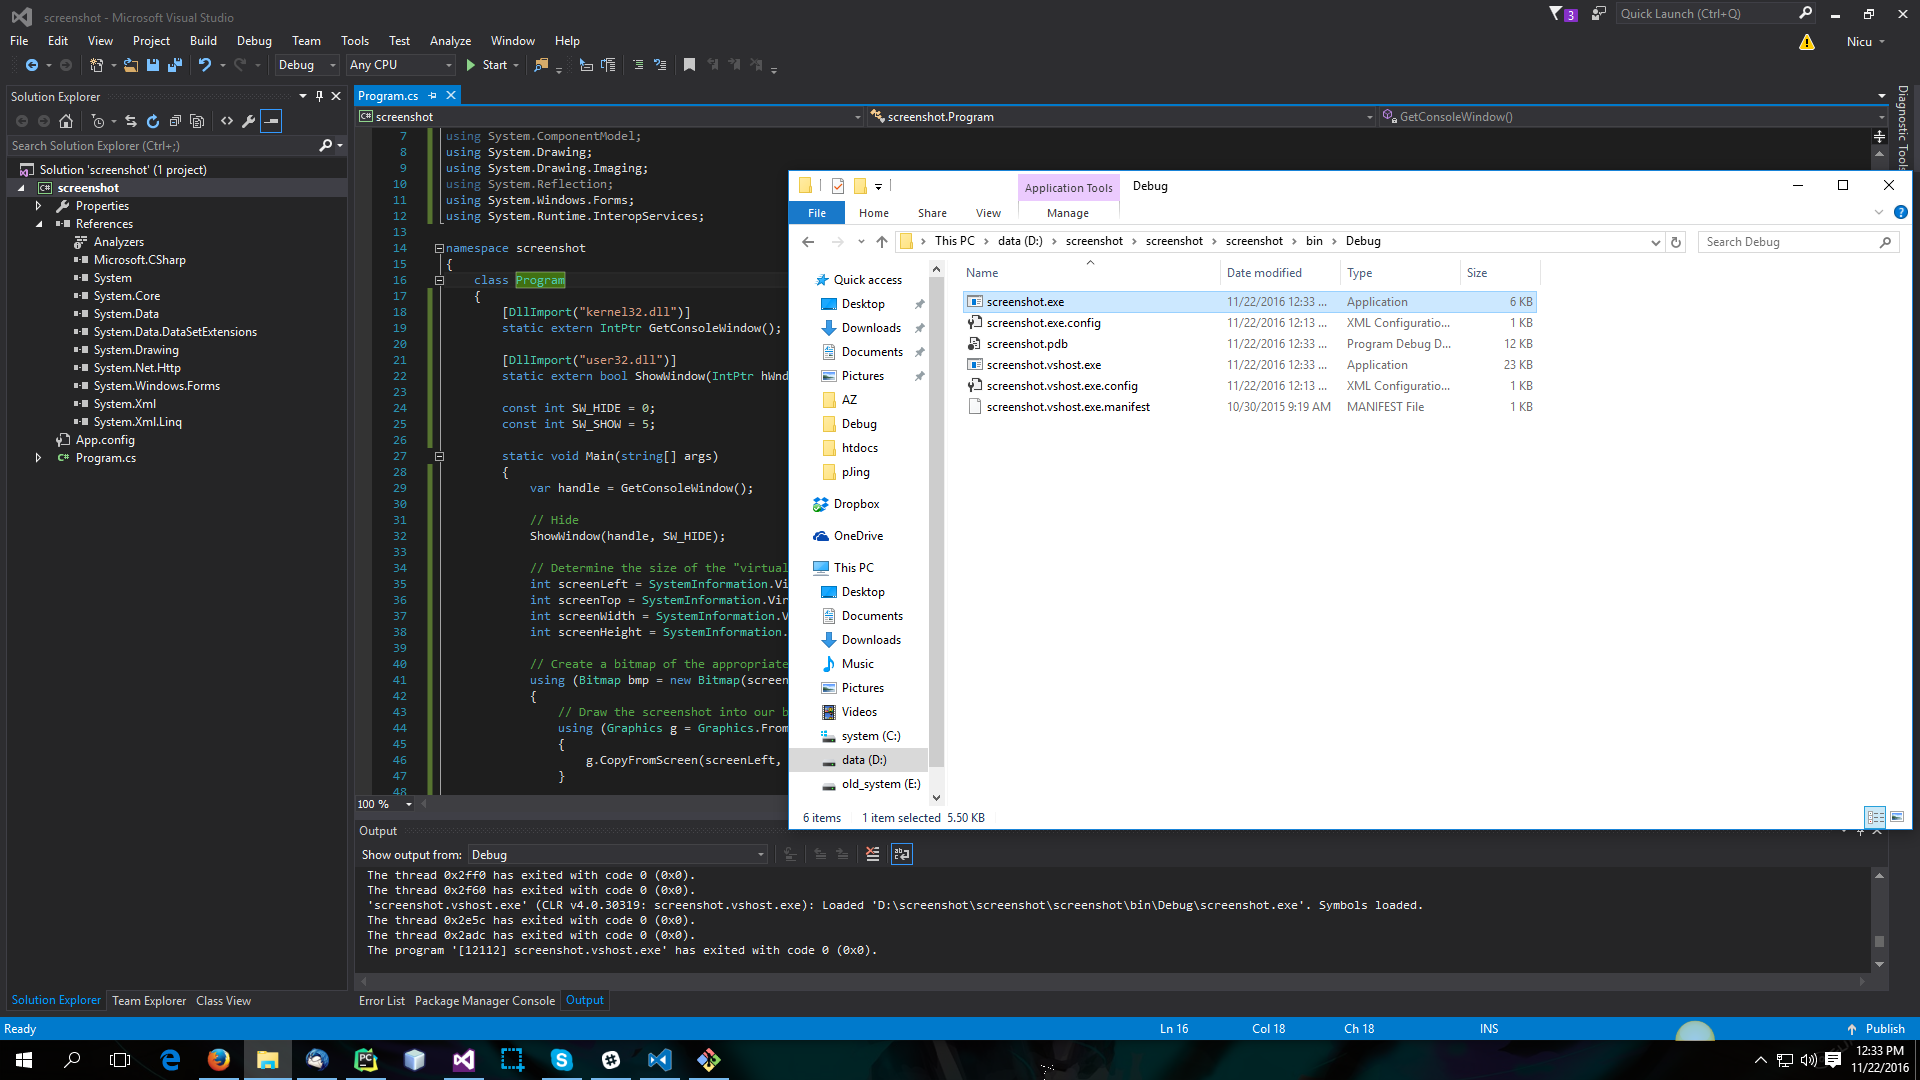 screenshot - Microsoft Visual Studio
3
Quick Launch (Ctrl+Q)
File Edit View Project Build Debug Team Tools Test Analyze Window Help
Nicu
Debug Any CPU Start
Solution Explorer
Search Solution Explorer (Ctrl+;)
Solution 'screenshot' (1 project)
C# screenshot
Properties
References
Analyzers
Microsoft.CSharp
System
System.Core
System.Data
System.Data.DataSetExtensions
System.Drawing
System.Net.Http
System.Windows.Forms
System.Xml
System.Xml.Linq
App.config
C# Program.cs
Solution Explorer Team Explorer Class View
Program.cs
C# screenshot screenshot.Program GetConsoleWindow()
Diagnostic Tools
7 using System.ComponentModel;
8 using System.Drawing;
9 using System.Drawing.Imaging;
10 using System.Reflection;
11 using System.Windows.Forms;
12 using System.Runtime.InteropServices;
13
14 namespace screenshot
15 {
16 class Program
17 {
18 [DllImport("kernel32.dll")]
19 static extern IntPtr GetConsoleWindow();
20
21 [DllImport("user32.dll")]
22 static extern bool ShowWindow(IntPtr hWnd
23
24 const int SW_HIDE = 0;
25 const int SW_SHOW = 5;
26
27 static void Main(string[] args)
28 {
29 var handle = GetConsoleWindow();
30
31 // Hide
32 ShowWindow(handle, SW_HIDE);
33
34 // Determine the size of the "virtual
35 int screenLeft = SystemInformation.Vi
36 int screenTop = SystemInformation.Vir
37 int screenWidth = SystemInformation.V
38 int screenHeight = SystemInformation.
39
40 // Create a bitmap of the appropriate
41 using (Bitmap bmp = new Bitmap(screen
42 {
43 // Draw the screenshot into our b
44 using (Graphics g = Graphics.From
45 {
46 g.CopyFromScreen(screenLeft,
47 }
48
100 %
Application Tools Debug
File Home Share View Manage
This PC data (D:) screenshot screenshot screenshot bin Debug
Search Debug
Quick access
Desktop
Downloads
Documents
Pictures
AZ
Debug
htdocs
pJing
Dropbox
OneDrive
This PC
Desktop
Documents
Downloads
Music
Pictures
Videos
system (C:)
data (D:)
old_system (E:)
Name Date modified Type Size
screenshot.exe 11/22/2016 12:33 ... Application 6 KB
screenshot.exe.config 11/22/2016 12:13 ... XML Configuratio... 1 KB
screenshot.pdb 11/22/2016 12:33 ... Program Debug D... 12 KB
screenshot.vshost.exe 11/22/2016 12:33 ... Application 23 KB
screenshot.vshost.exe.config 11/22/2016 12:13 ... XML Configuratio... 1 KB
screenshot.vshost.exe.manifest 10/30/2015 9:19 AM MANIFEST File 1 KB
6 items 1 item selected 5.50 KB
Output
Show output from: Debug
The thread 0x2ff0 has exited with code 0 (0x0).
The thread 0x2f60 has exited with code 0 (0x0).
'screenshot.vshost.exe' (CLR v4.0.30319: screenshot.vshost.exe): Loaded 'D:\screenshot\screenshot\screenshot\bin\Debug\screenshot.exe'. Symbols loaded.
The thread 0x2e5c has exited with code 0 (0x0).
The thread 0x2adc has exited with code 0 (0x0).
The program '[12112] screenshot.vshost.exe' has exited with code 0 (0x0).
Error List Package Manager Console Output
Ready Ln 16 Col 18 Ch 18 INS Publish
12:33 PM
11/22/2016